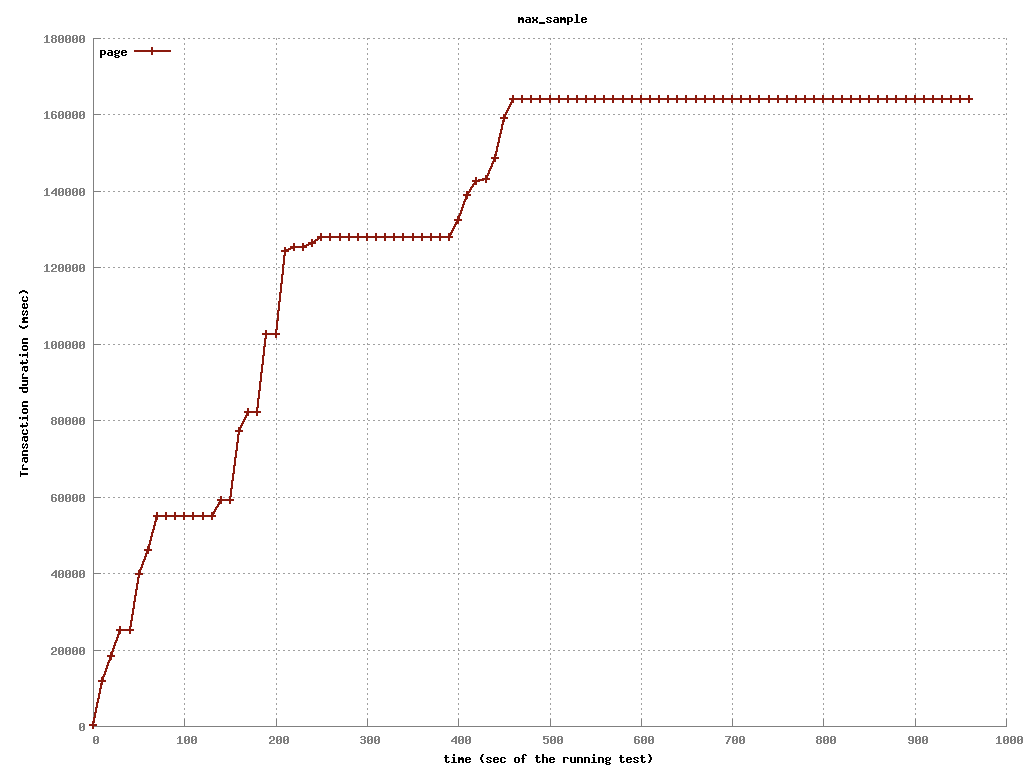 max_sample
page
180000
160000
140000
120000
100000
80000
60000
40000
20000
0
Transaction duration (msec)
0 100 200 300 400 500 600 700 800 900 1000
time (sec of the running test)